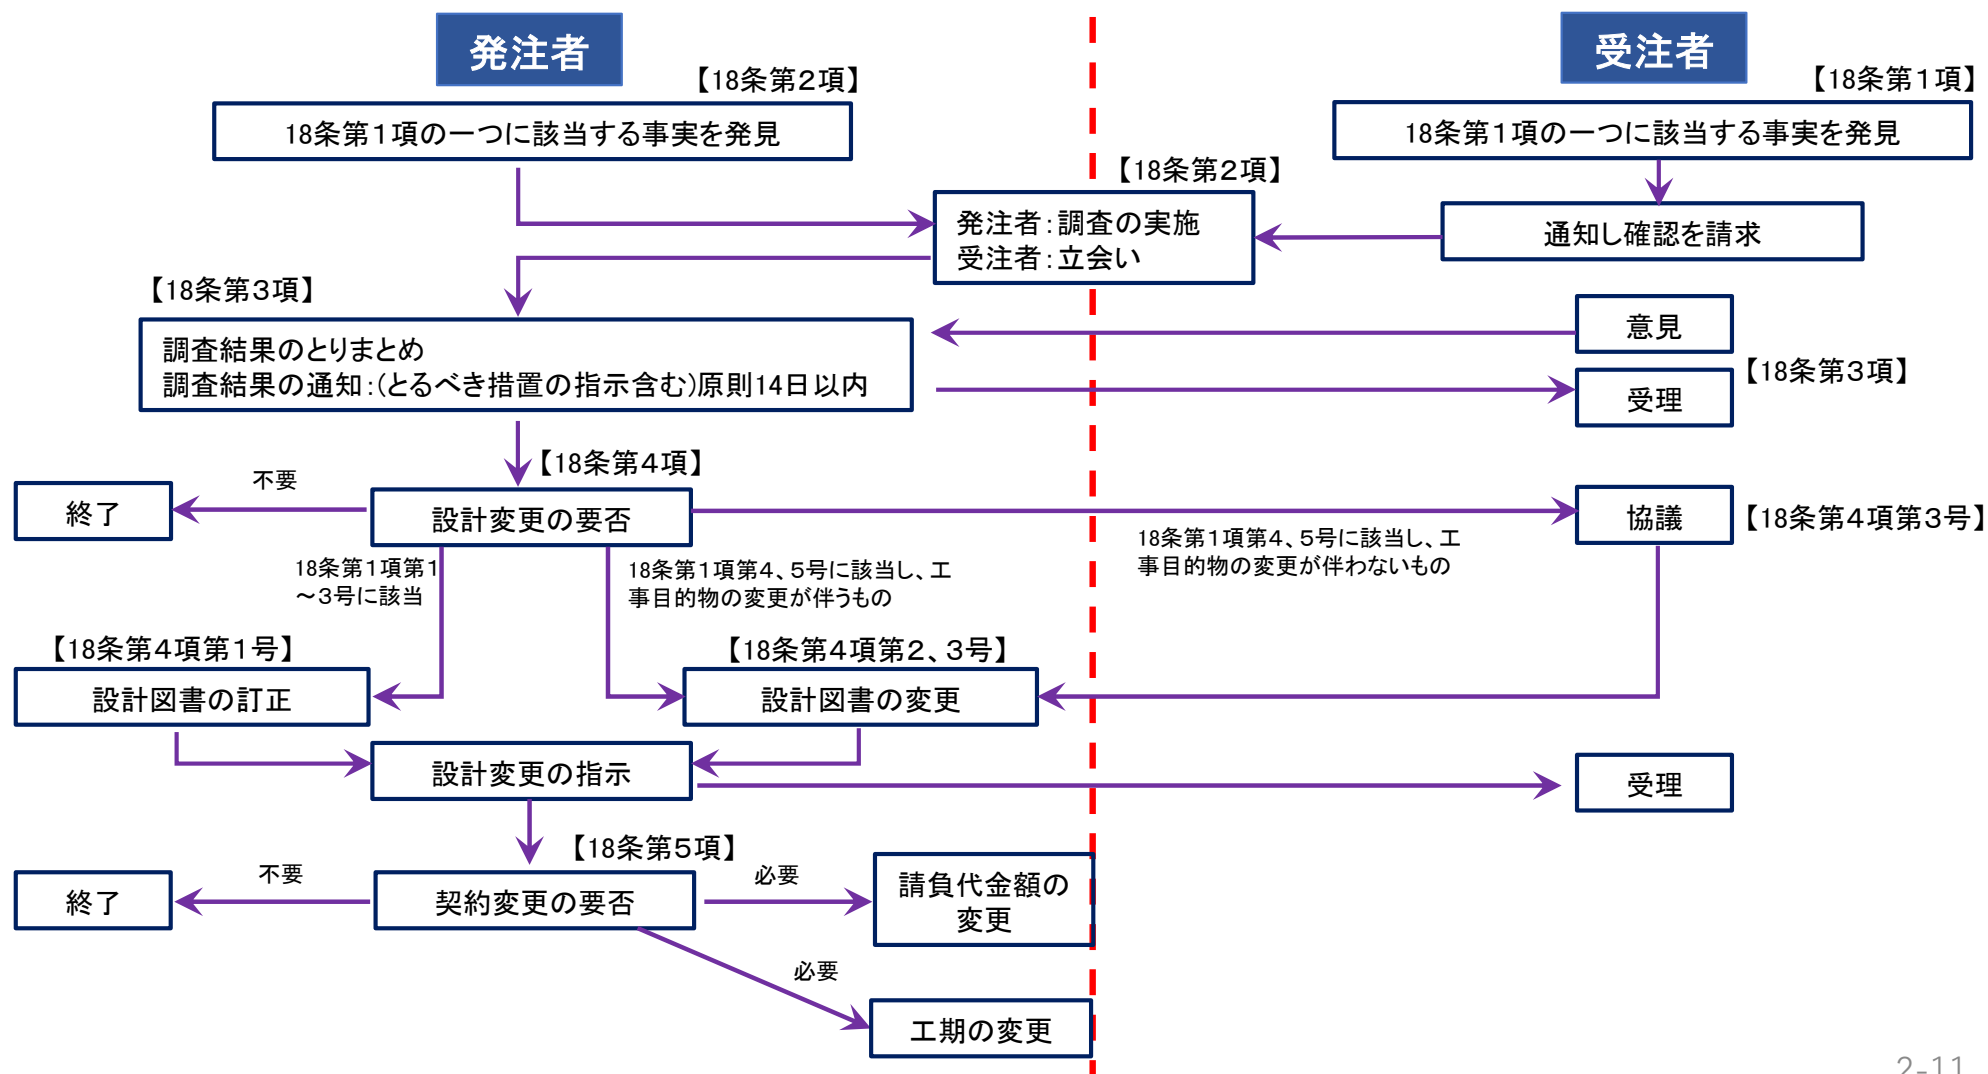 発注者
受注者
【18条第２項】
【18条第１項】
18条第１項の一つに該当する事実を発見
18条第１項の一つに該当する事実を発見
【18条第２項】
発注者：調査の実施
受注者：立会い
通知し確認を請求
【18条第３項】
調査結果のとりまとめ
調査結果の通知：(とるべき措置の指示含む)原則14日以内
意見
【18条第３項】
受理
【18条第４項】
不要
終了
設計変更の要否
協議
【18条第４項第３号】
18条第１項第１
～３号に該当
18条第１項第４、５号に該当し、工
事目的物の変更が伴うもの
18条第１項第４、５号に該当し、工
事目的物の変更が伴わないもの
【18条第４項第１号】
【18条第４項第２、３号】
設計図書の訂正
設計図書の変更
設計変更の指示
受理
【18条第５項】
不要
必要
終了
契約変更の要否
請負代金額の
変更
必要
工期の変更
2-11